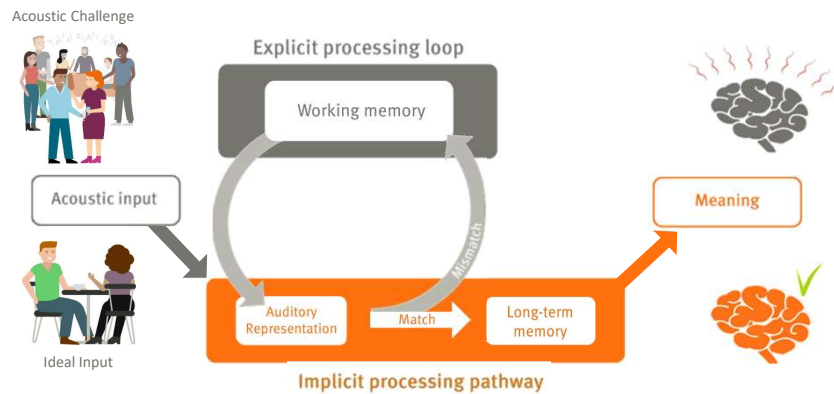 Acoustic Challenge
Explicit processing loop
Working memory
Acoustic input
Meaning
Mismatch
Auditory
Representation
Match
Long-term
memory
Ideal Input
Implicit processing pathway